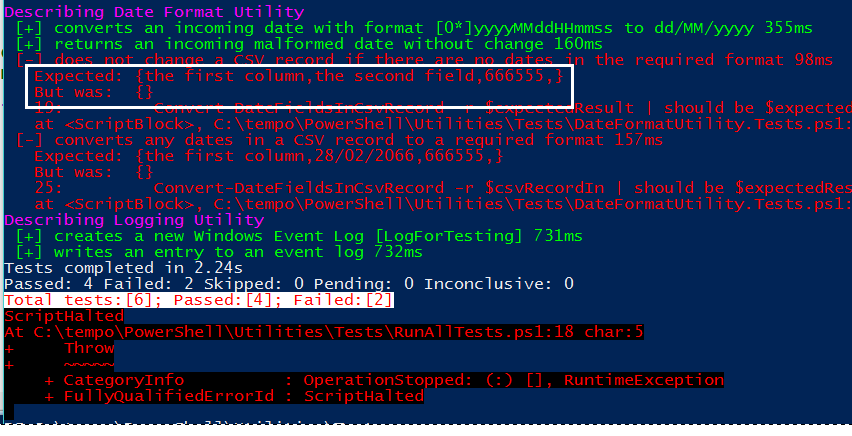 Describing Date Format Utility
[+] converts an incoming date with format [0*]yyyyMMddHHmmss to dd/MM/yyyy 355ms
[+] returns an incoming malformed date without change 160ms
[-] does not change a CSV record if there are no dates in the required format 98ms
Expected: {the first column,the second field,666555,}
But was: {}
19: Convert-DateFieldsInCsvRecord -r $expectedResult | should be $expected
at <ScriptBlock>, C:\tempo\PowerShell\Utilities\Tests\DateFormatUtility.Tests.ps1:
[-] converts any dates in a CSV record to a required format 157ms
Expected: {the first column,28/02/2066,666555,}
But was: {}
25: Convert-DateFieldsInCsvRecord -r $csvRecordIn | should be $expectedRes
at <ScriptBlock>, C:\tempo\PowerShell\Utilities\Tests\DateFormatUtility.Tests.ps1:
Describing Logging Utility
[+] creates a new Windows Event Log [LogForTesting] 731ms
[+] writes an entry to an event log 732ms
Tests completed in 2.24s
Passed: 4 Failed: 2 Skipped: 0 Pending: 0 Inconclusive: 0
Total tests:[6]; Passed:[4]; Failed:[2]
ScriptHalted
At C:\tempo\PowerShell\Utilities\Tests\RunAllTests.ps1:18 char:5
+ Throw
+ ~~~~~
+ CategoryInfo : OperationStopped: (:) [], RuntimeException
+ FullyQualifiedErrorId : ScriptHalted